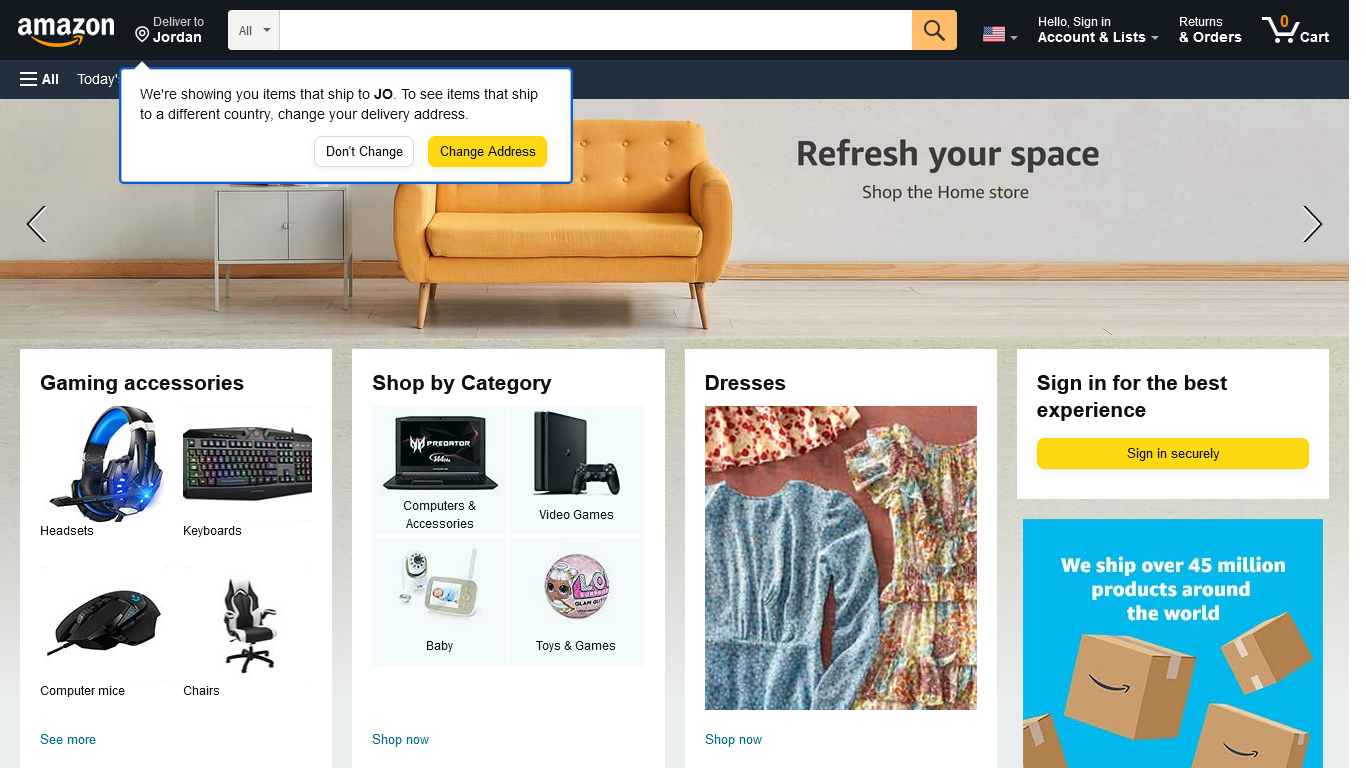 amazon
Deliver to
Jordan
All
Hello, Sign in
Account & Lists
Returns
& Orders
0
Cart
All
Today's
We're showing you items that ship to JO. To see items that ship
to a different country, change your delivery address.
Don't Change
Change Address
Refresh your space
Shop the Home store
Gaming accessories
Headsets
Keyboards
Computer mice
Chairs
See more
Shop by Category
PREDATOR
144Hz
Computers &
Accessories
Video Games
Baby
L.O.L.
SURPRISE
GLAM GLITTER
Toys & Games
Shop now
Dresses
Shop now
Sign in for the best
experience
Sign in securely
We ship over 45 million
products around
the world